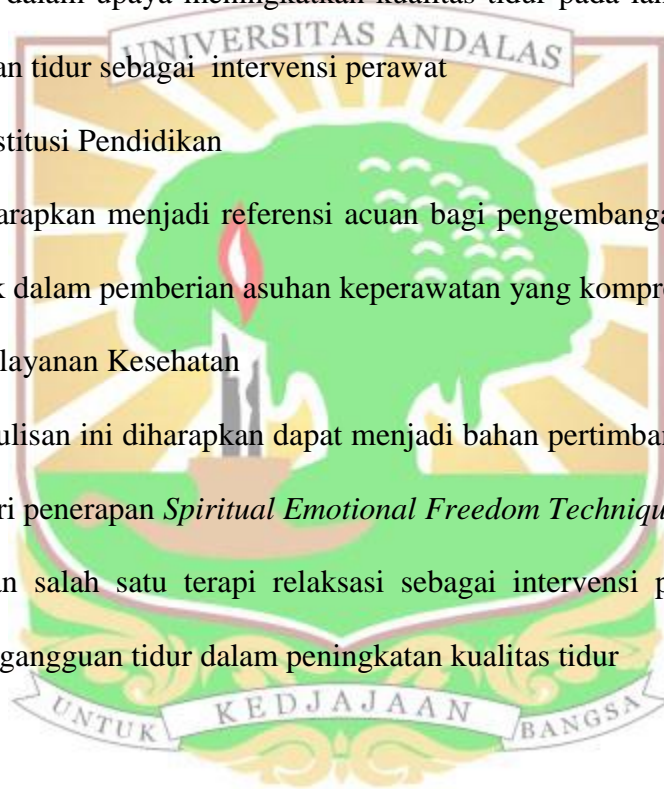 dalam upaya meningkatkan kualitas tidur pada
UNIVERSITAS ANDALAS
an tidur sebagai intervensi perawat
stitusi Pendidikan
arapkan menjadi referensi acuan bagi pengembanga
k dalam pemberian asuhan keperawatan yang kompre
layanan Kesehatan
ulisan ini diharapkan dapat menjadi bahan pertimban
ri penerapan Spiritual Emotional Freedom Techniqu
an salah satu terapi relaksasi sebagai intervensi p
gangguan tidur dalam peningkatan kualitas tidur
UNTUK KEDJAJAAN BANGSA